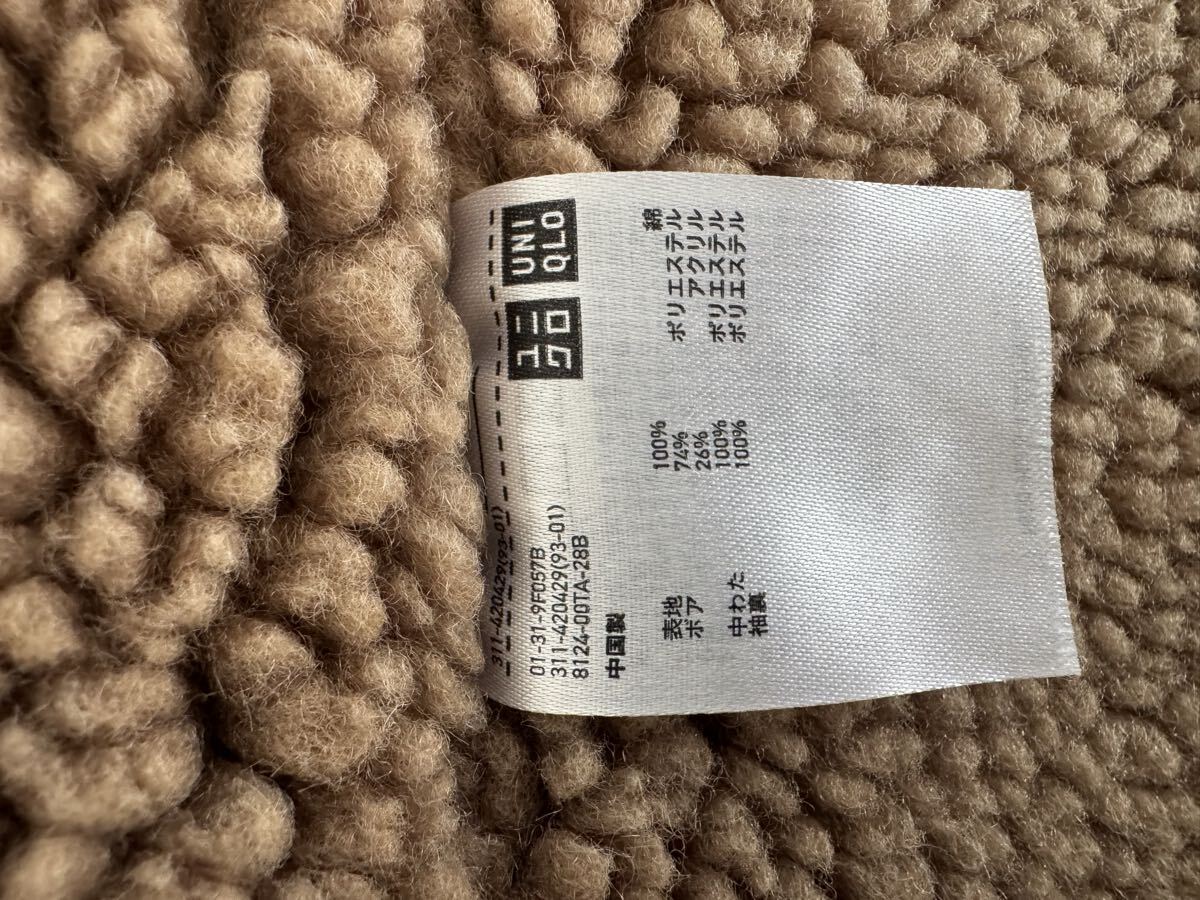 311-420429(93-01)
ユニクロ
UNIQLO
01-31-9F057B
311-420429(93-01)
8124-00TA-28B
中国製
表地 100% 綿
ボア 74% ポリエステル
26% アクリル
中わた 100% ポリエステル
袖裏 100% ポリエステル